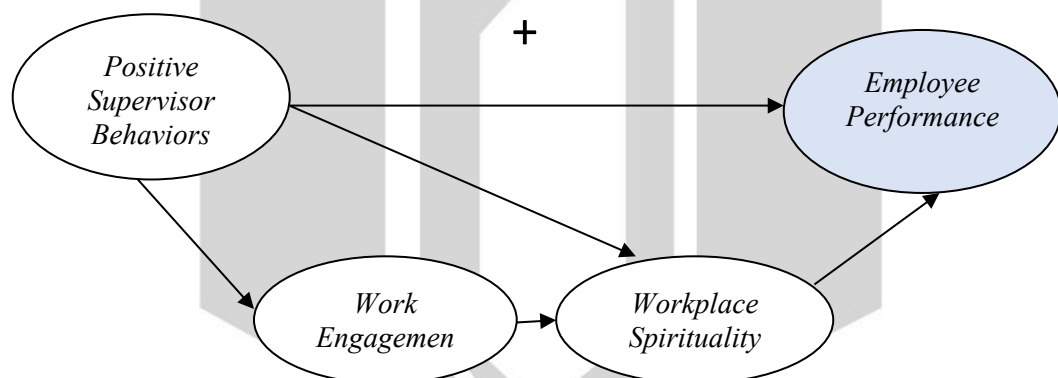 +
Positive
Supervisor
Behaviors
Employee
Performance
Work
Engagemen
Workplace
Spirituality